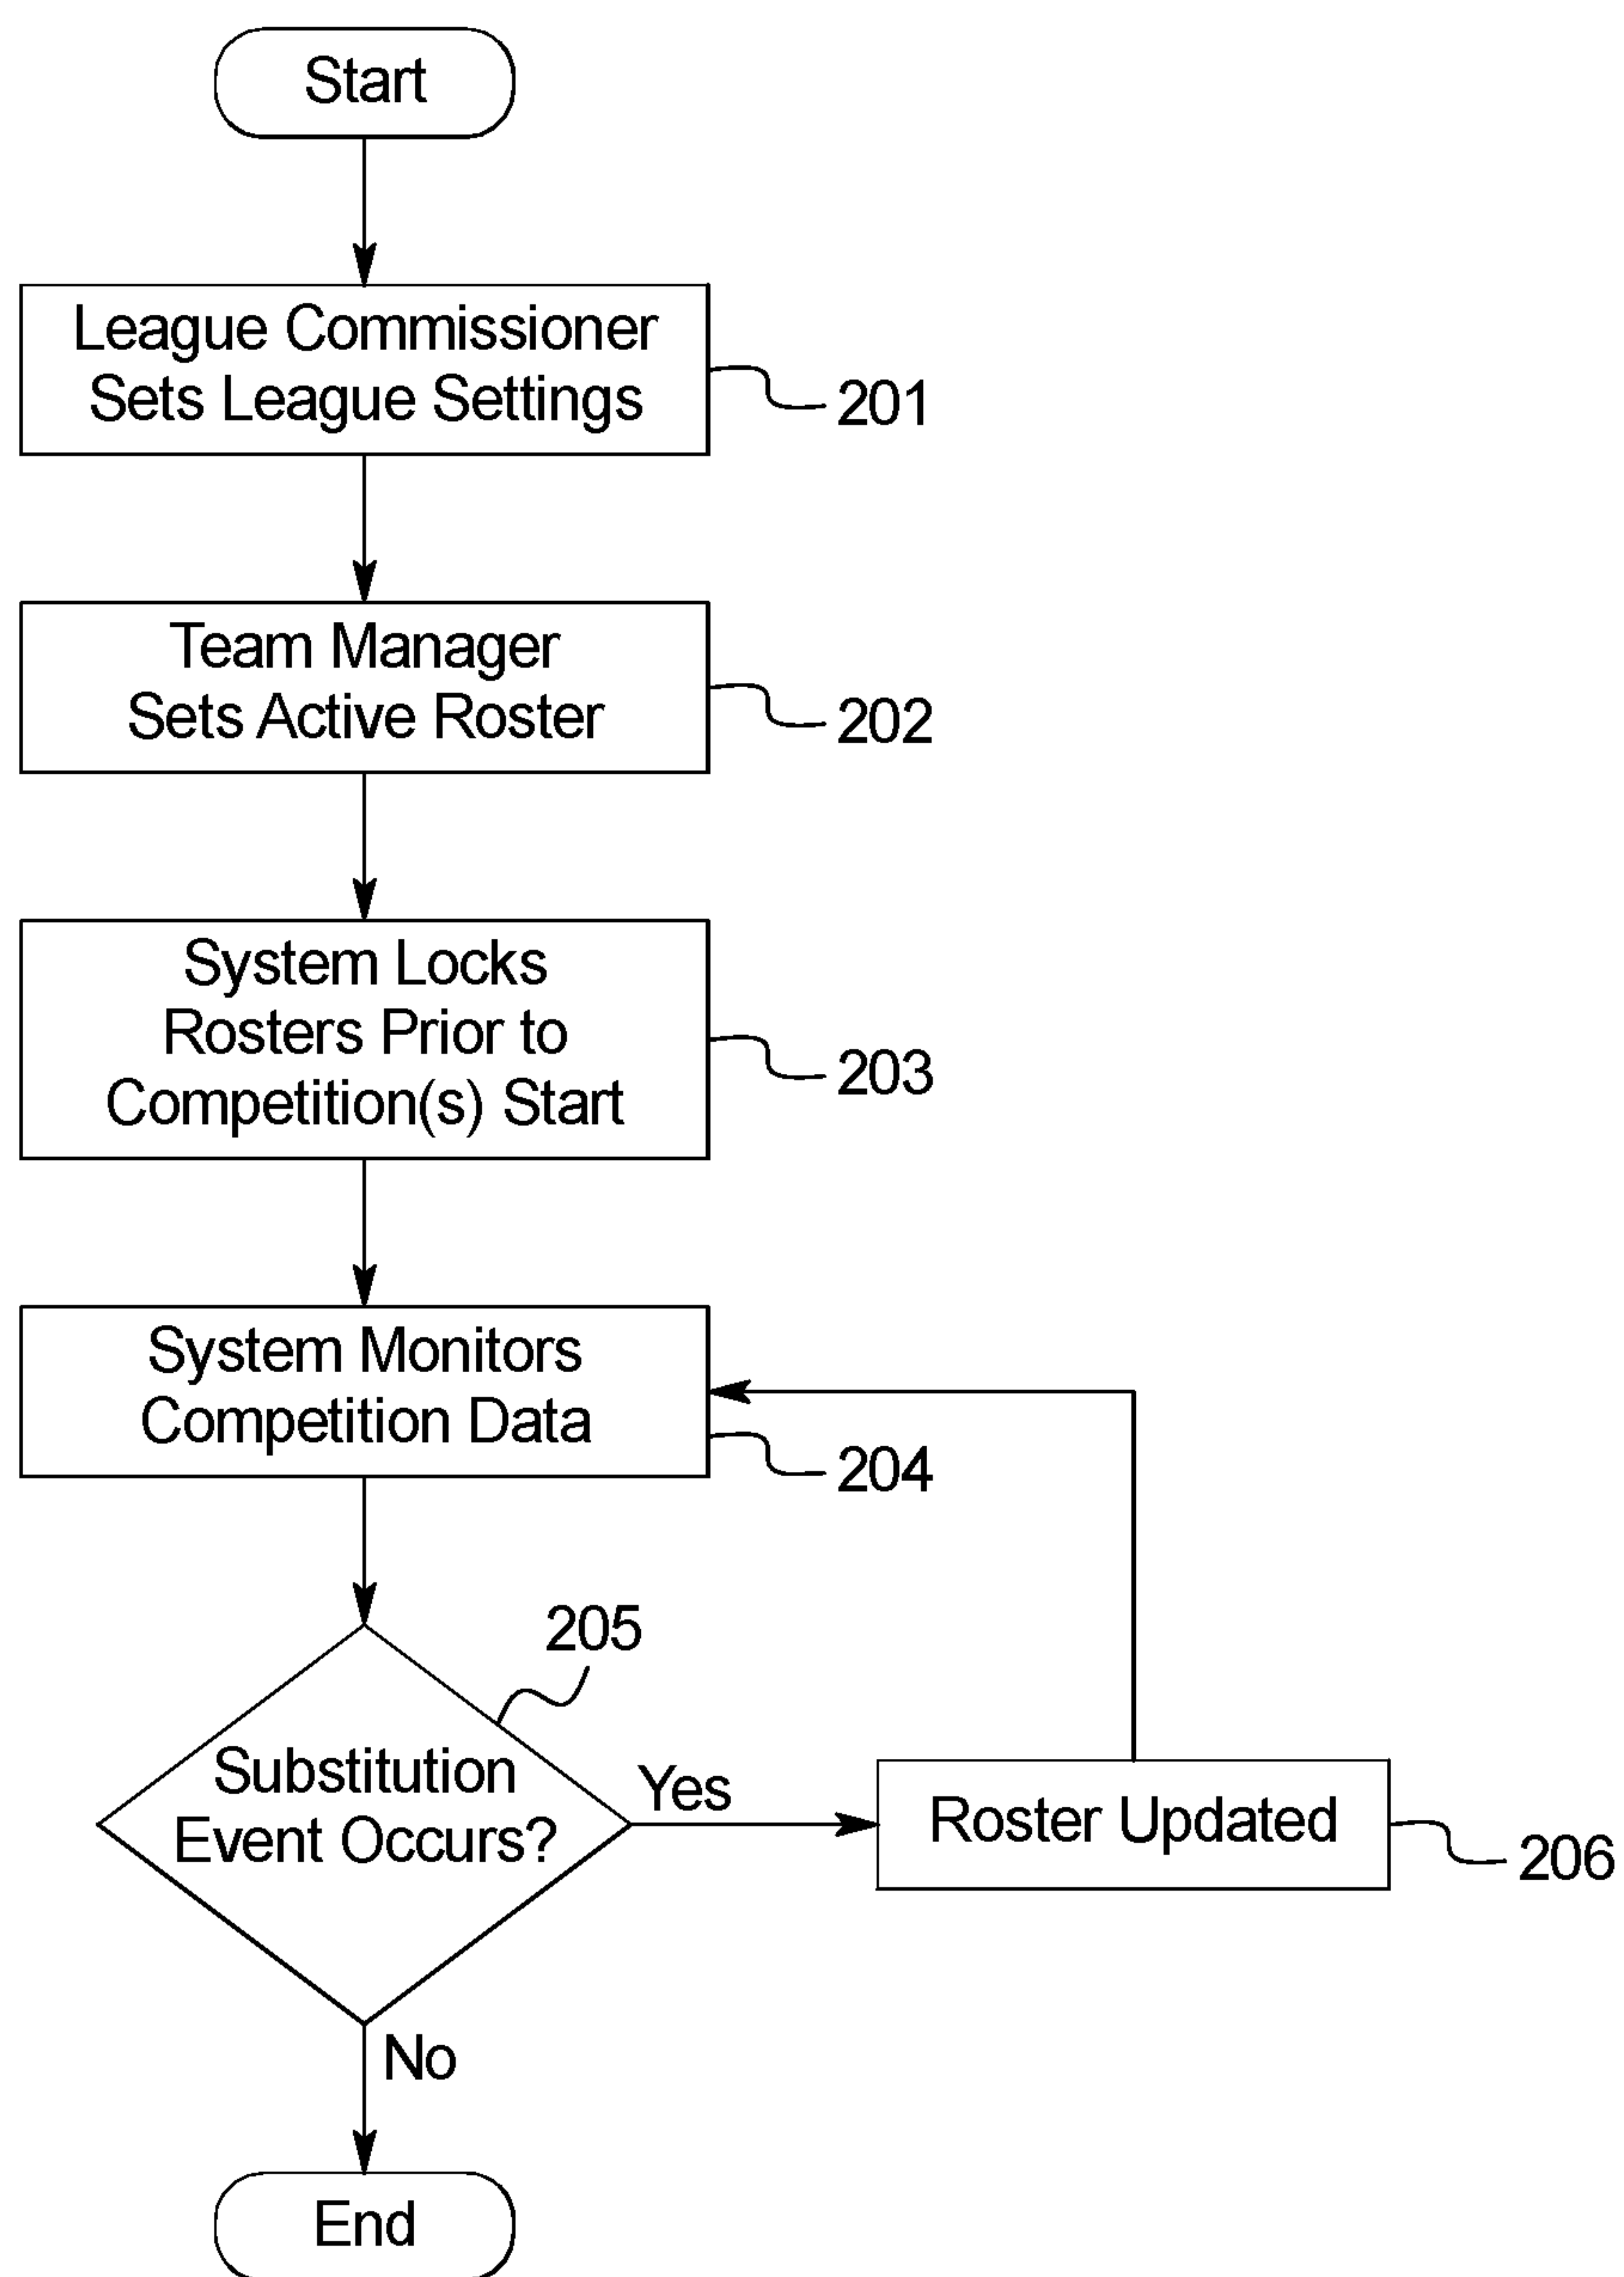 Start
League Commissioner
Sets League Settings
201
Team Manager
Sets Active Roster
202
System Locks
Rosters Prior to
Competition(s) Start
203
System Monitors
Competition Data
204
205
Substitution
Event Occurs?
Yes
Roster Updated
206
No
End